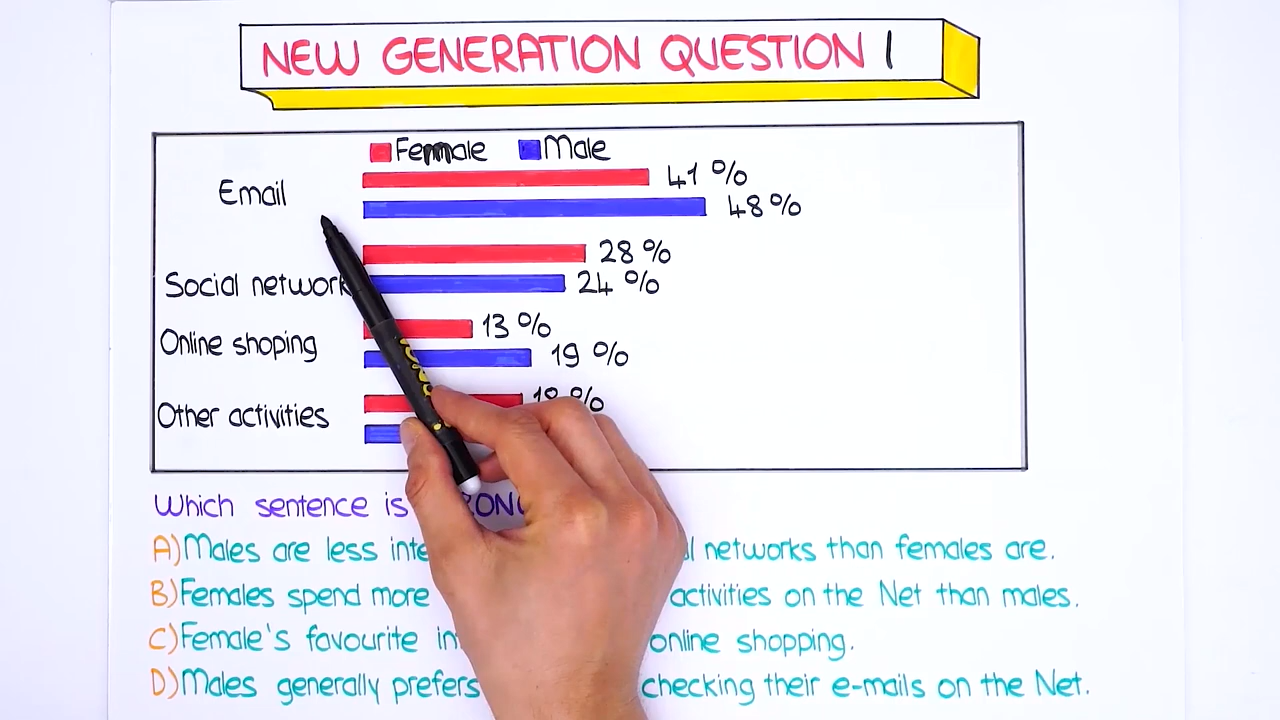 NEW GENERATION QUESTION 1
Female Male
Email
41 %
48 %
28 %
Social network
24 %
Online shoping
13 %
19 %
Other activities
Which sentence is
A) Males are less networks than females are.
B) Females spend more activities on the Net than males.
C) Female's favourite online shopping.
D) Males generally prefers checking their e-mails on the Net.